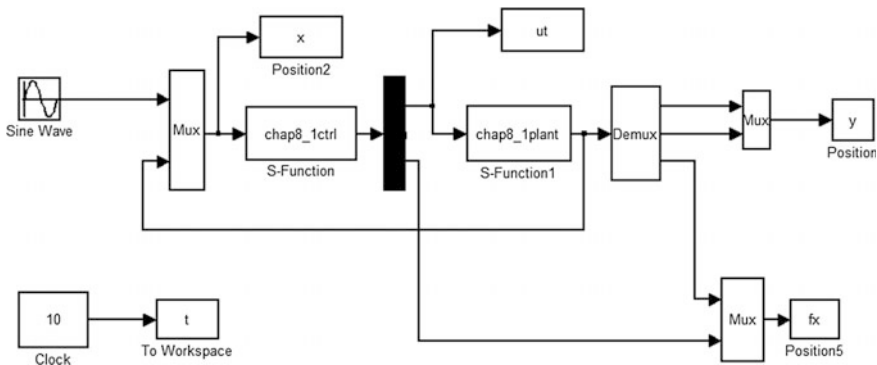 x
Position2
ut
Sine Wave
Mux
chap8_1ctrl
S-Function
chap8_1plant
S-Function1
Demux
Mux
y
Position
10
Clock
t
To Workspace
Mux
fx
Position5